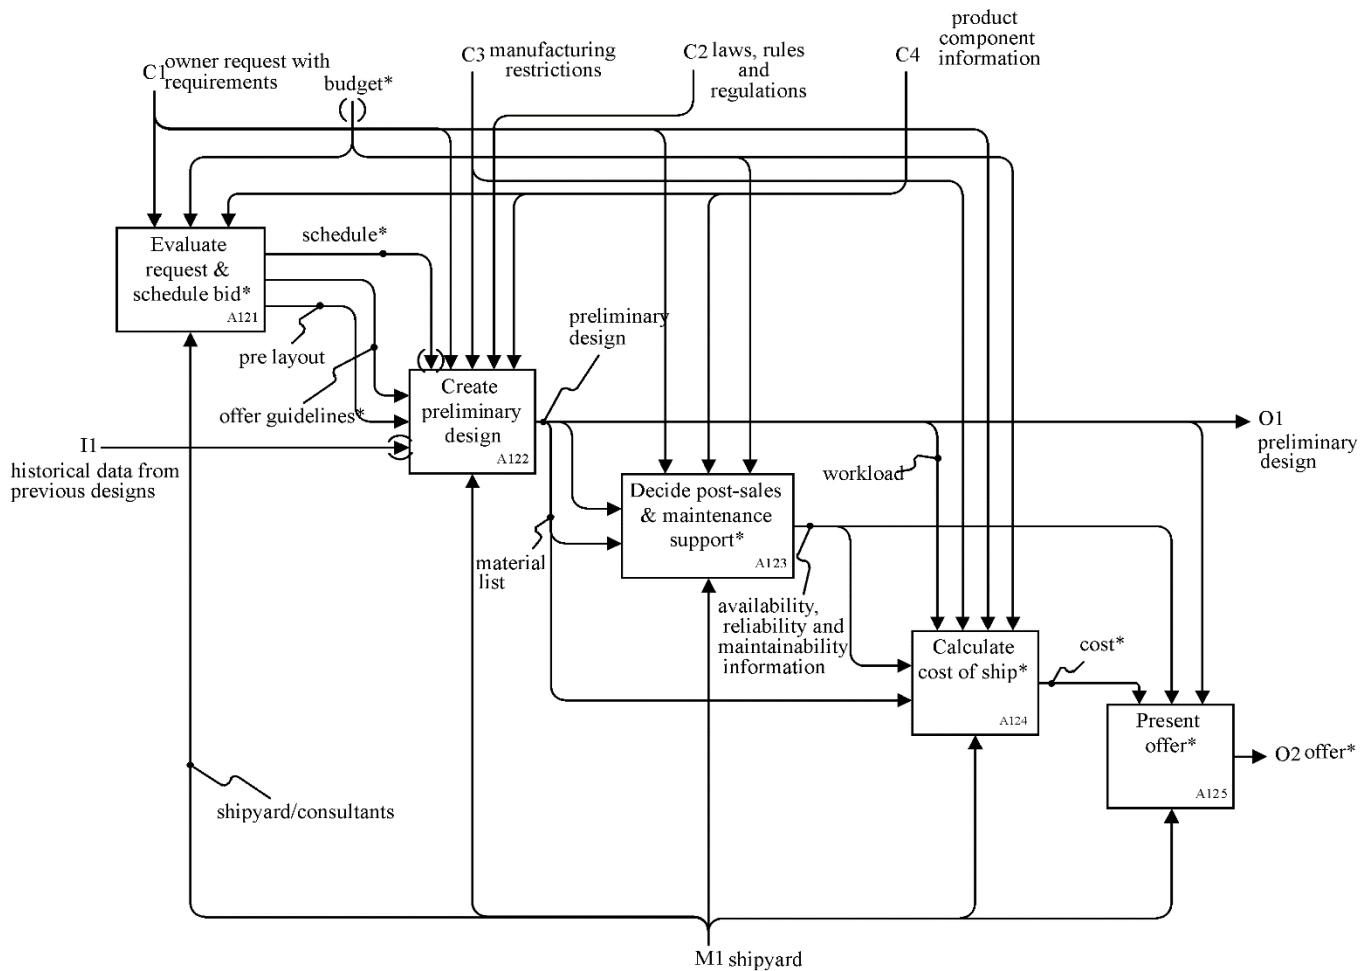 product
component
information
C4
C2 laws, rules
and
regulations
C3 manufacturing
restrictions
C1 owner request with
requirements
budget*
Evaluate
request &
schedule bid*
A121
schedule*
pre layout
offer guidelines*
preliminary
design
Create
preliminary
design
A122
I1
historical data from
previous designs
O1
preliminary
design
workload
Decide post-sales
& maintenance
support*
A123
material
list
availability,
reliability and
maintainability
information
Calculate
cost of ship*
A124
cost*
Present
offer*
A125
O2 offer*
shipyard/consultants
M1 shipyard